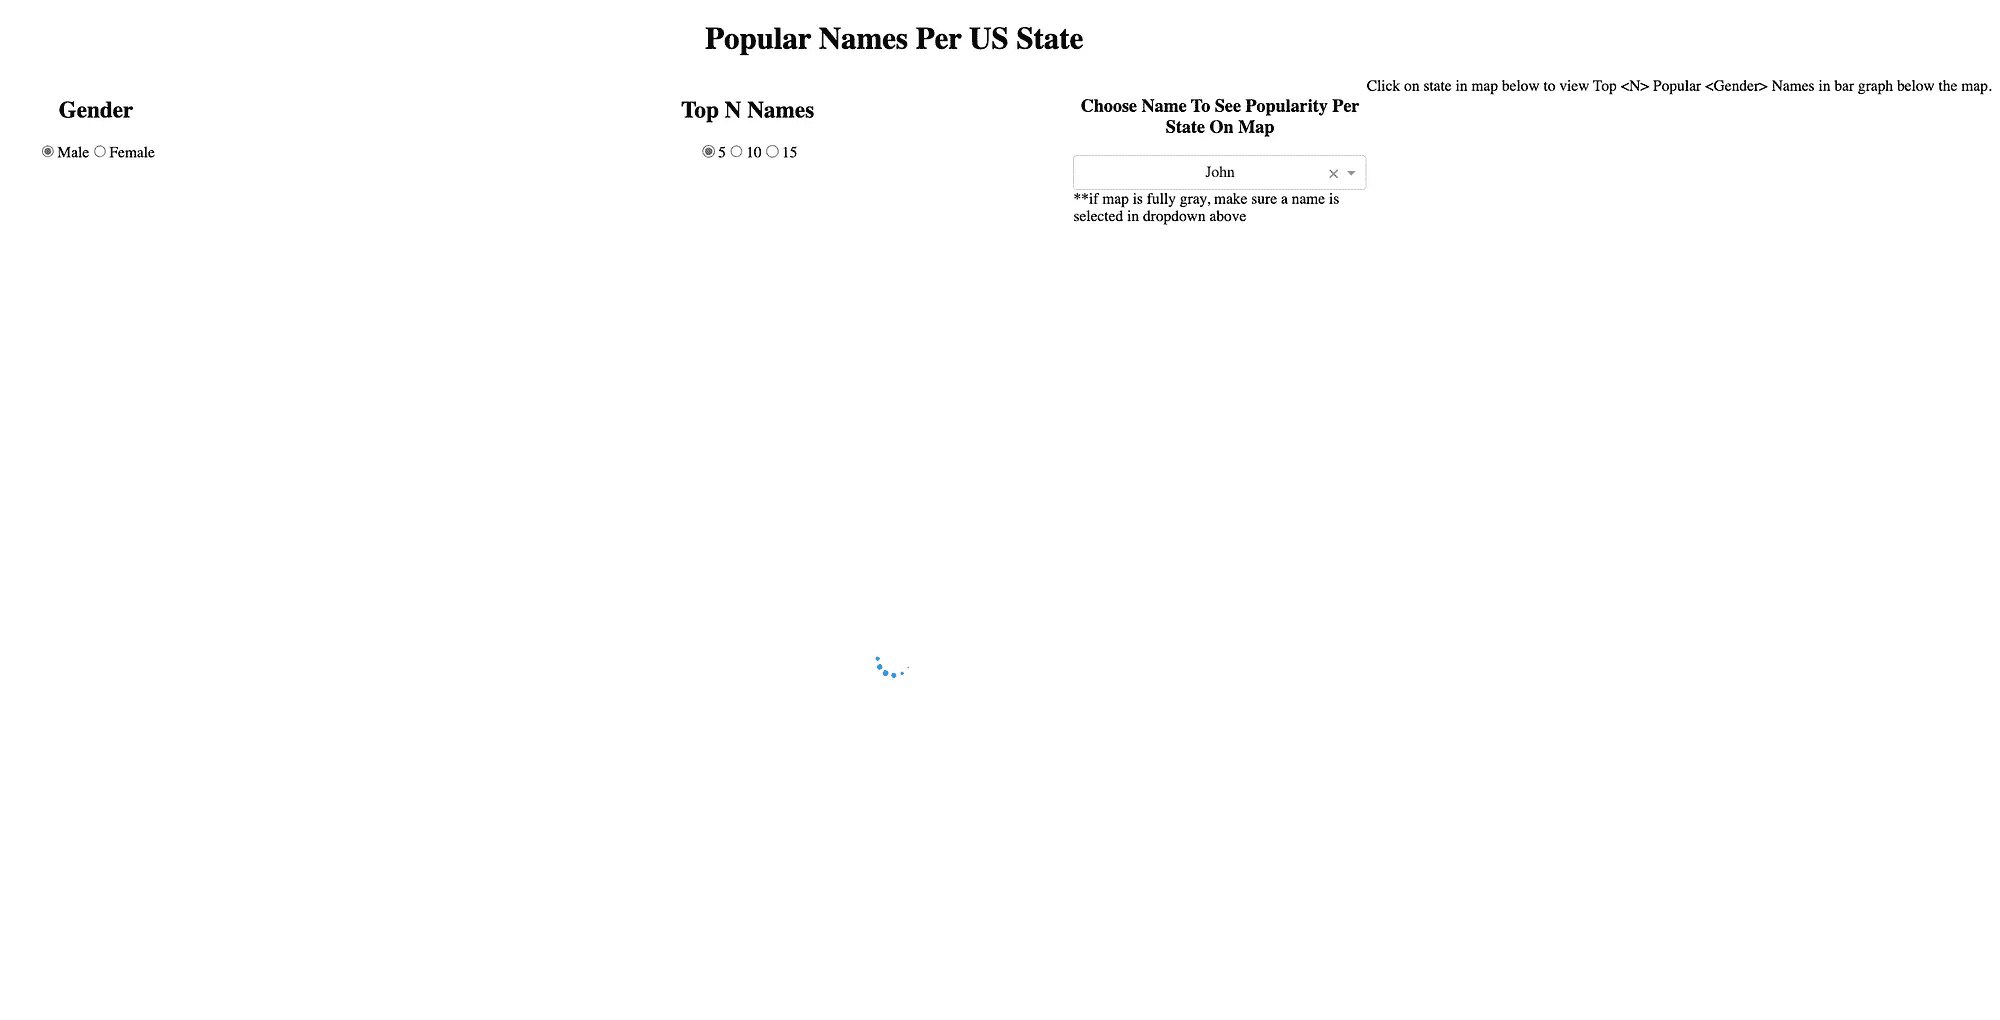 Popular Names Per US State
Click on state in map below to view Top <N> Popular <Gender> Names in bar graph below the map.
Gender
Male Female
Top N Names
5 10 15
Choose Name To See Popularity Per
State On Map
John
**if map is fully gray, make sure a name is
selected in dropdown above